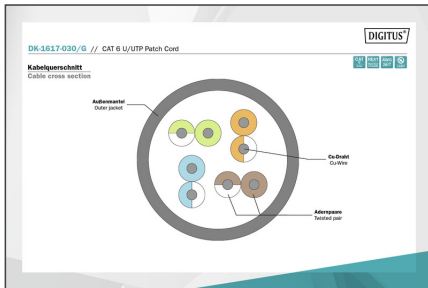 DIGITUS®
DK-1617-030/G // CAT 6 U/UTP Patch Cord
Kabelquerschnitt
Cable cross section
Außenmantel
Outer jacket
Cu-Draht
Cu-Wire
Adernpaare
Twisted pair